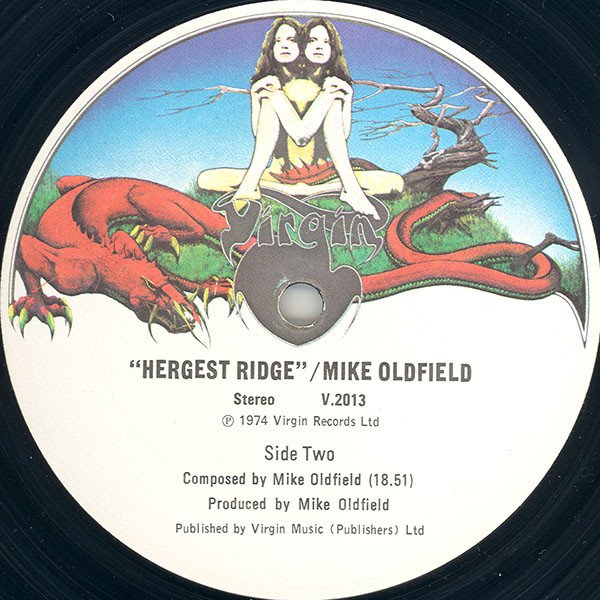 Virgin
“HERGEST RIDGE”/MIKE OLDFIELD
Stereo V.2013
℗ 1974 Virgin Records Ltd
Side Two
Composed by Mike Oldfield (18.51)
Produced by Mike Oldfield
Published by Virgin Music (Publishers) Ltd